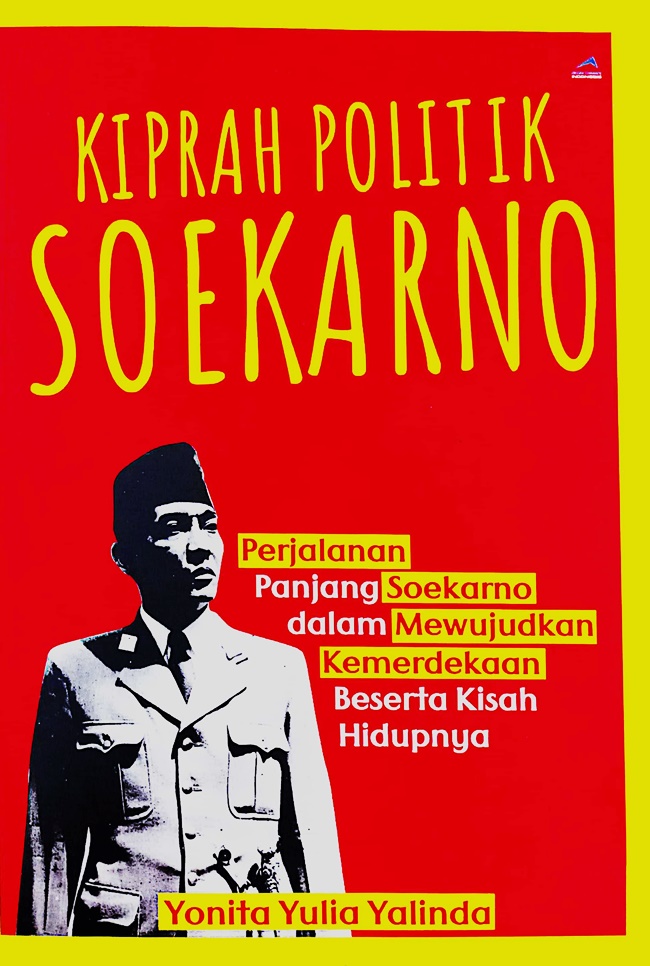 KIPRAH POLITIK
SOEKARNO
Perjalanan
Panjang Soekarno
dalam Mewujudkan
Kemerdekaan
Beserta Kisah
Hidupnya
Yonita Yulia Yalinda